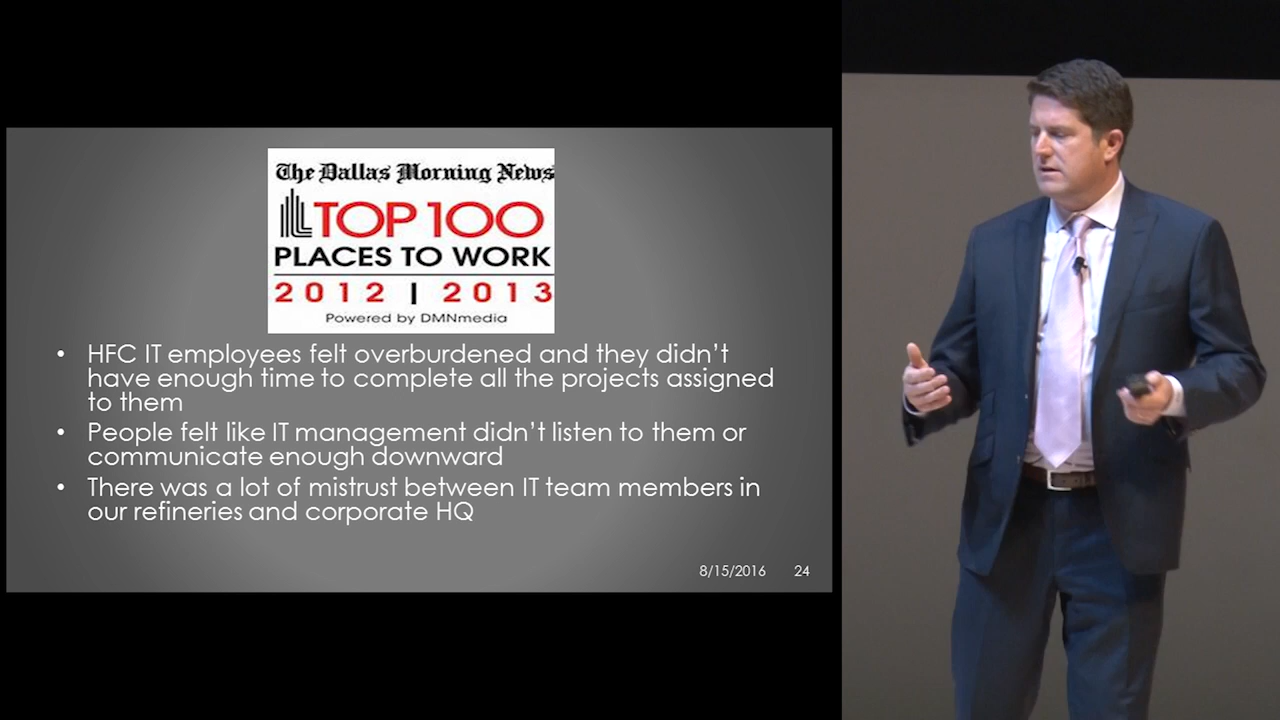 The Dallas Morning News
TOP 100
PLACES TO WORK
2012 | 2013
Powered by DMNmedia
• HFC IT employees felt overburdened and they didn't
have enough time to complete all the projects assigned
to them
• People felt like IT management didn't listen to them or
communicate enough downward
• There was a lot of mistrust between IT team members in
our refineries and corporate HQ
8/15/2016 24